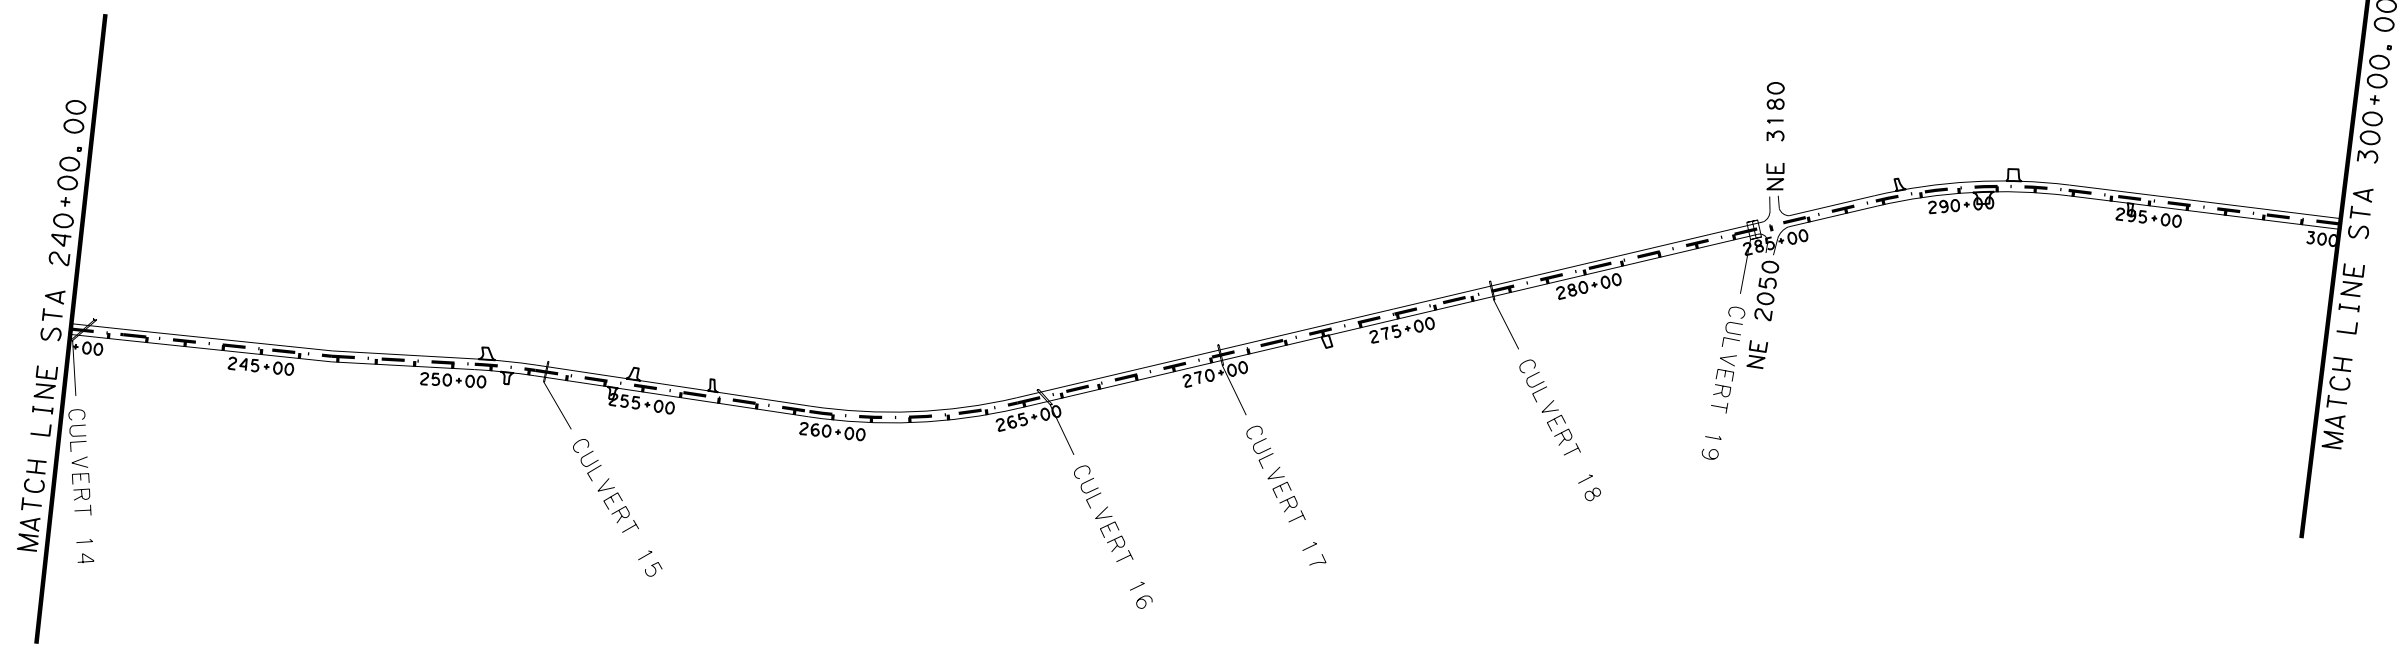 MATCH LINE STA 240+00.00
+00
CULVERT 14
245+00
250+00
CULVERT 15
255+00
260+00
265+00
CULVERT 16
270+00
CULVERT 17
275+00
CULVERT 18
280+00
285+00
CULVERT 19
NE 3180
NE 2050
290+00
295+00
300
MATCH LINE STA 300+00.00